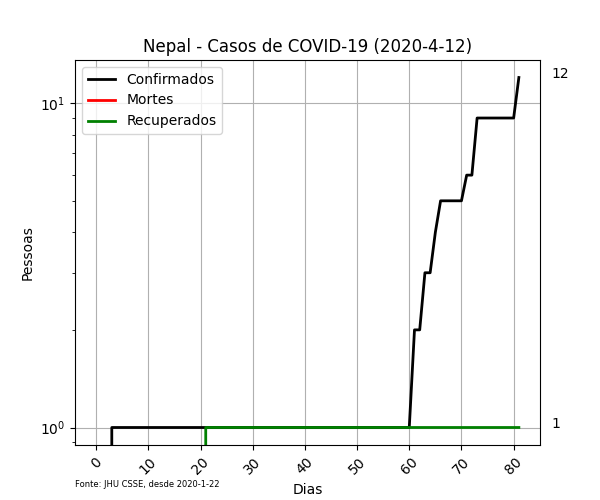 Nepal - Casos de COVID-19 (2020-4-12)
Confirmados
Mortes
Recuperados
12
10^1
Pessoas
1
10^0
0 10 20 30 40 50 60 70 80
Fonte: JHU CSSE, desde 2020-1-22
Dias